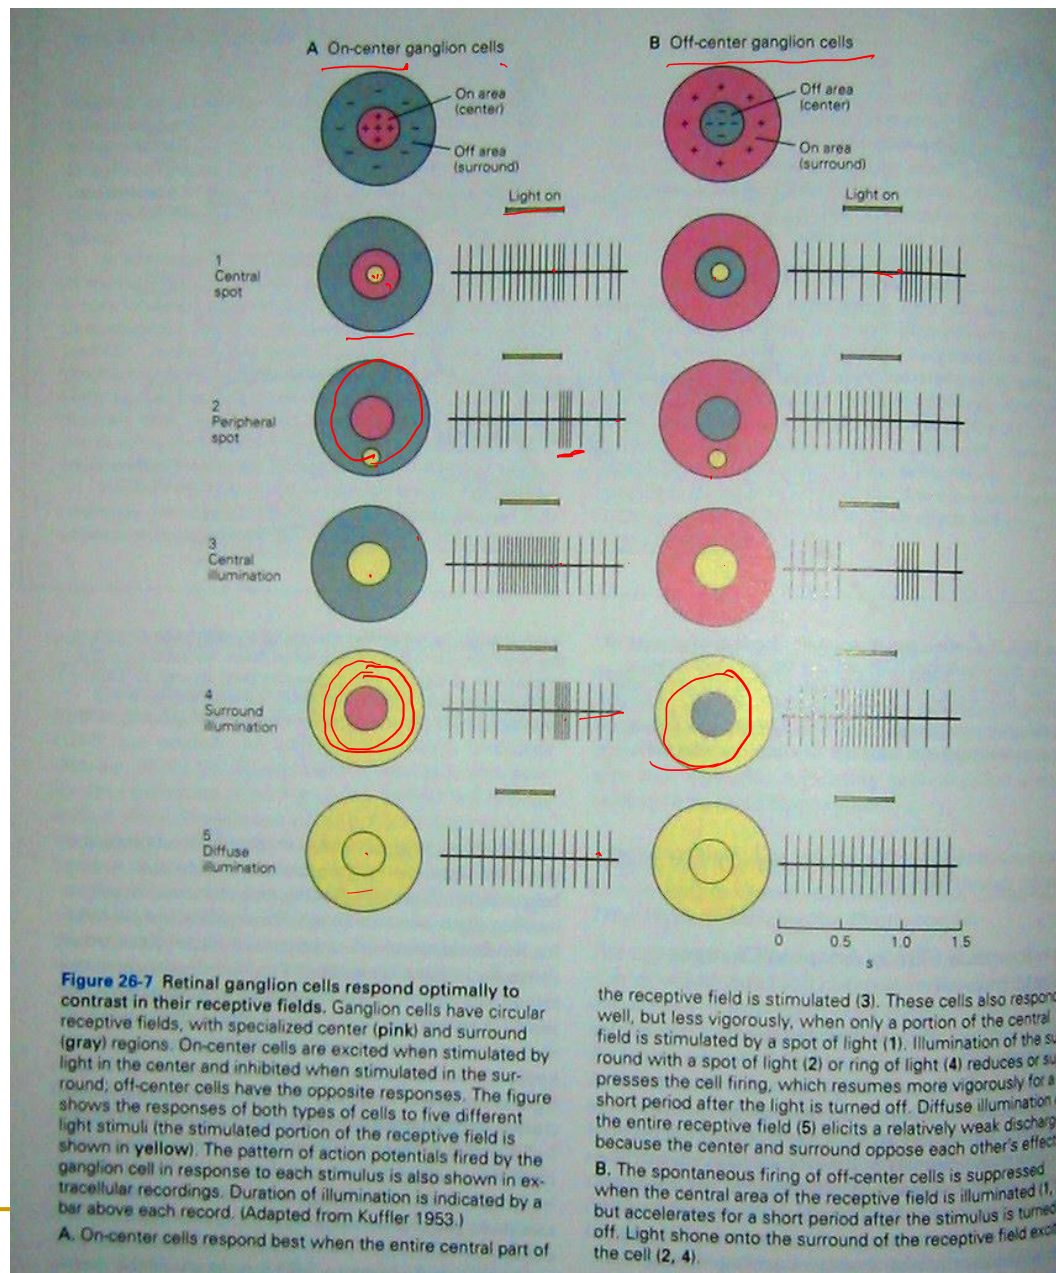 A On-center ganglion cells
B Off-center ganglion cells
On area
(center)
Off area
(surround)
Off area
(center)
On area
(surround)
Light on
Light on
1
Central
spot
2
Peripheral
spot
3
Central
illumination
4
Surround
illumination
5
Diffuse
illumination
0 0.5 1.0 1.5
s
Figure 26-7 Retinal ganglion cells respond optimally to
contrast in their receptive fields. Ganglion cells have circular
receptive fields, with specialized center (pink) and surround
(gray) regions. On-center cells are excited when stimulated by
light in the center and inhibited when stimulated in the sur-
round; off-center cells have the opposite responses. The figure
shows the responses of both types of cells to five different
light stimuli (the stimulated portion of the receptive field is
shown in yellow). The pattern of action potentials fired by the
ganglion cell in response to each stimulus is also shown in ex-
tracellular recordings. Duration of illumination is indicated by a
bar above each record. (Adapted from Kuffler 1953.)
A. On-center cells respond best when the entire central part of
the receptive field is stimulated (3). These cells also respond
well, but less vigorously, when only a portion of the central
field is stimulated by a spot of light (1). Illumination of the
round with a spot of light (2) or ring of light (4) reduces or
presses the cell firing, which resumes more vigorously for a
short period after the light is turned off. Diffuse illumination
the entire receptive field (5) elicits a relatively weak discharge
because the center and surround oppose each other's
B. The spontaneous firing of off-center cells is suppressed
when the central area of the receptive field is illuminated (1,
but accelerates for a short period after the stimulus is turned
off. Light shone onto the surround of the receptive field
the cell (2, 4).